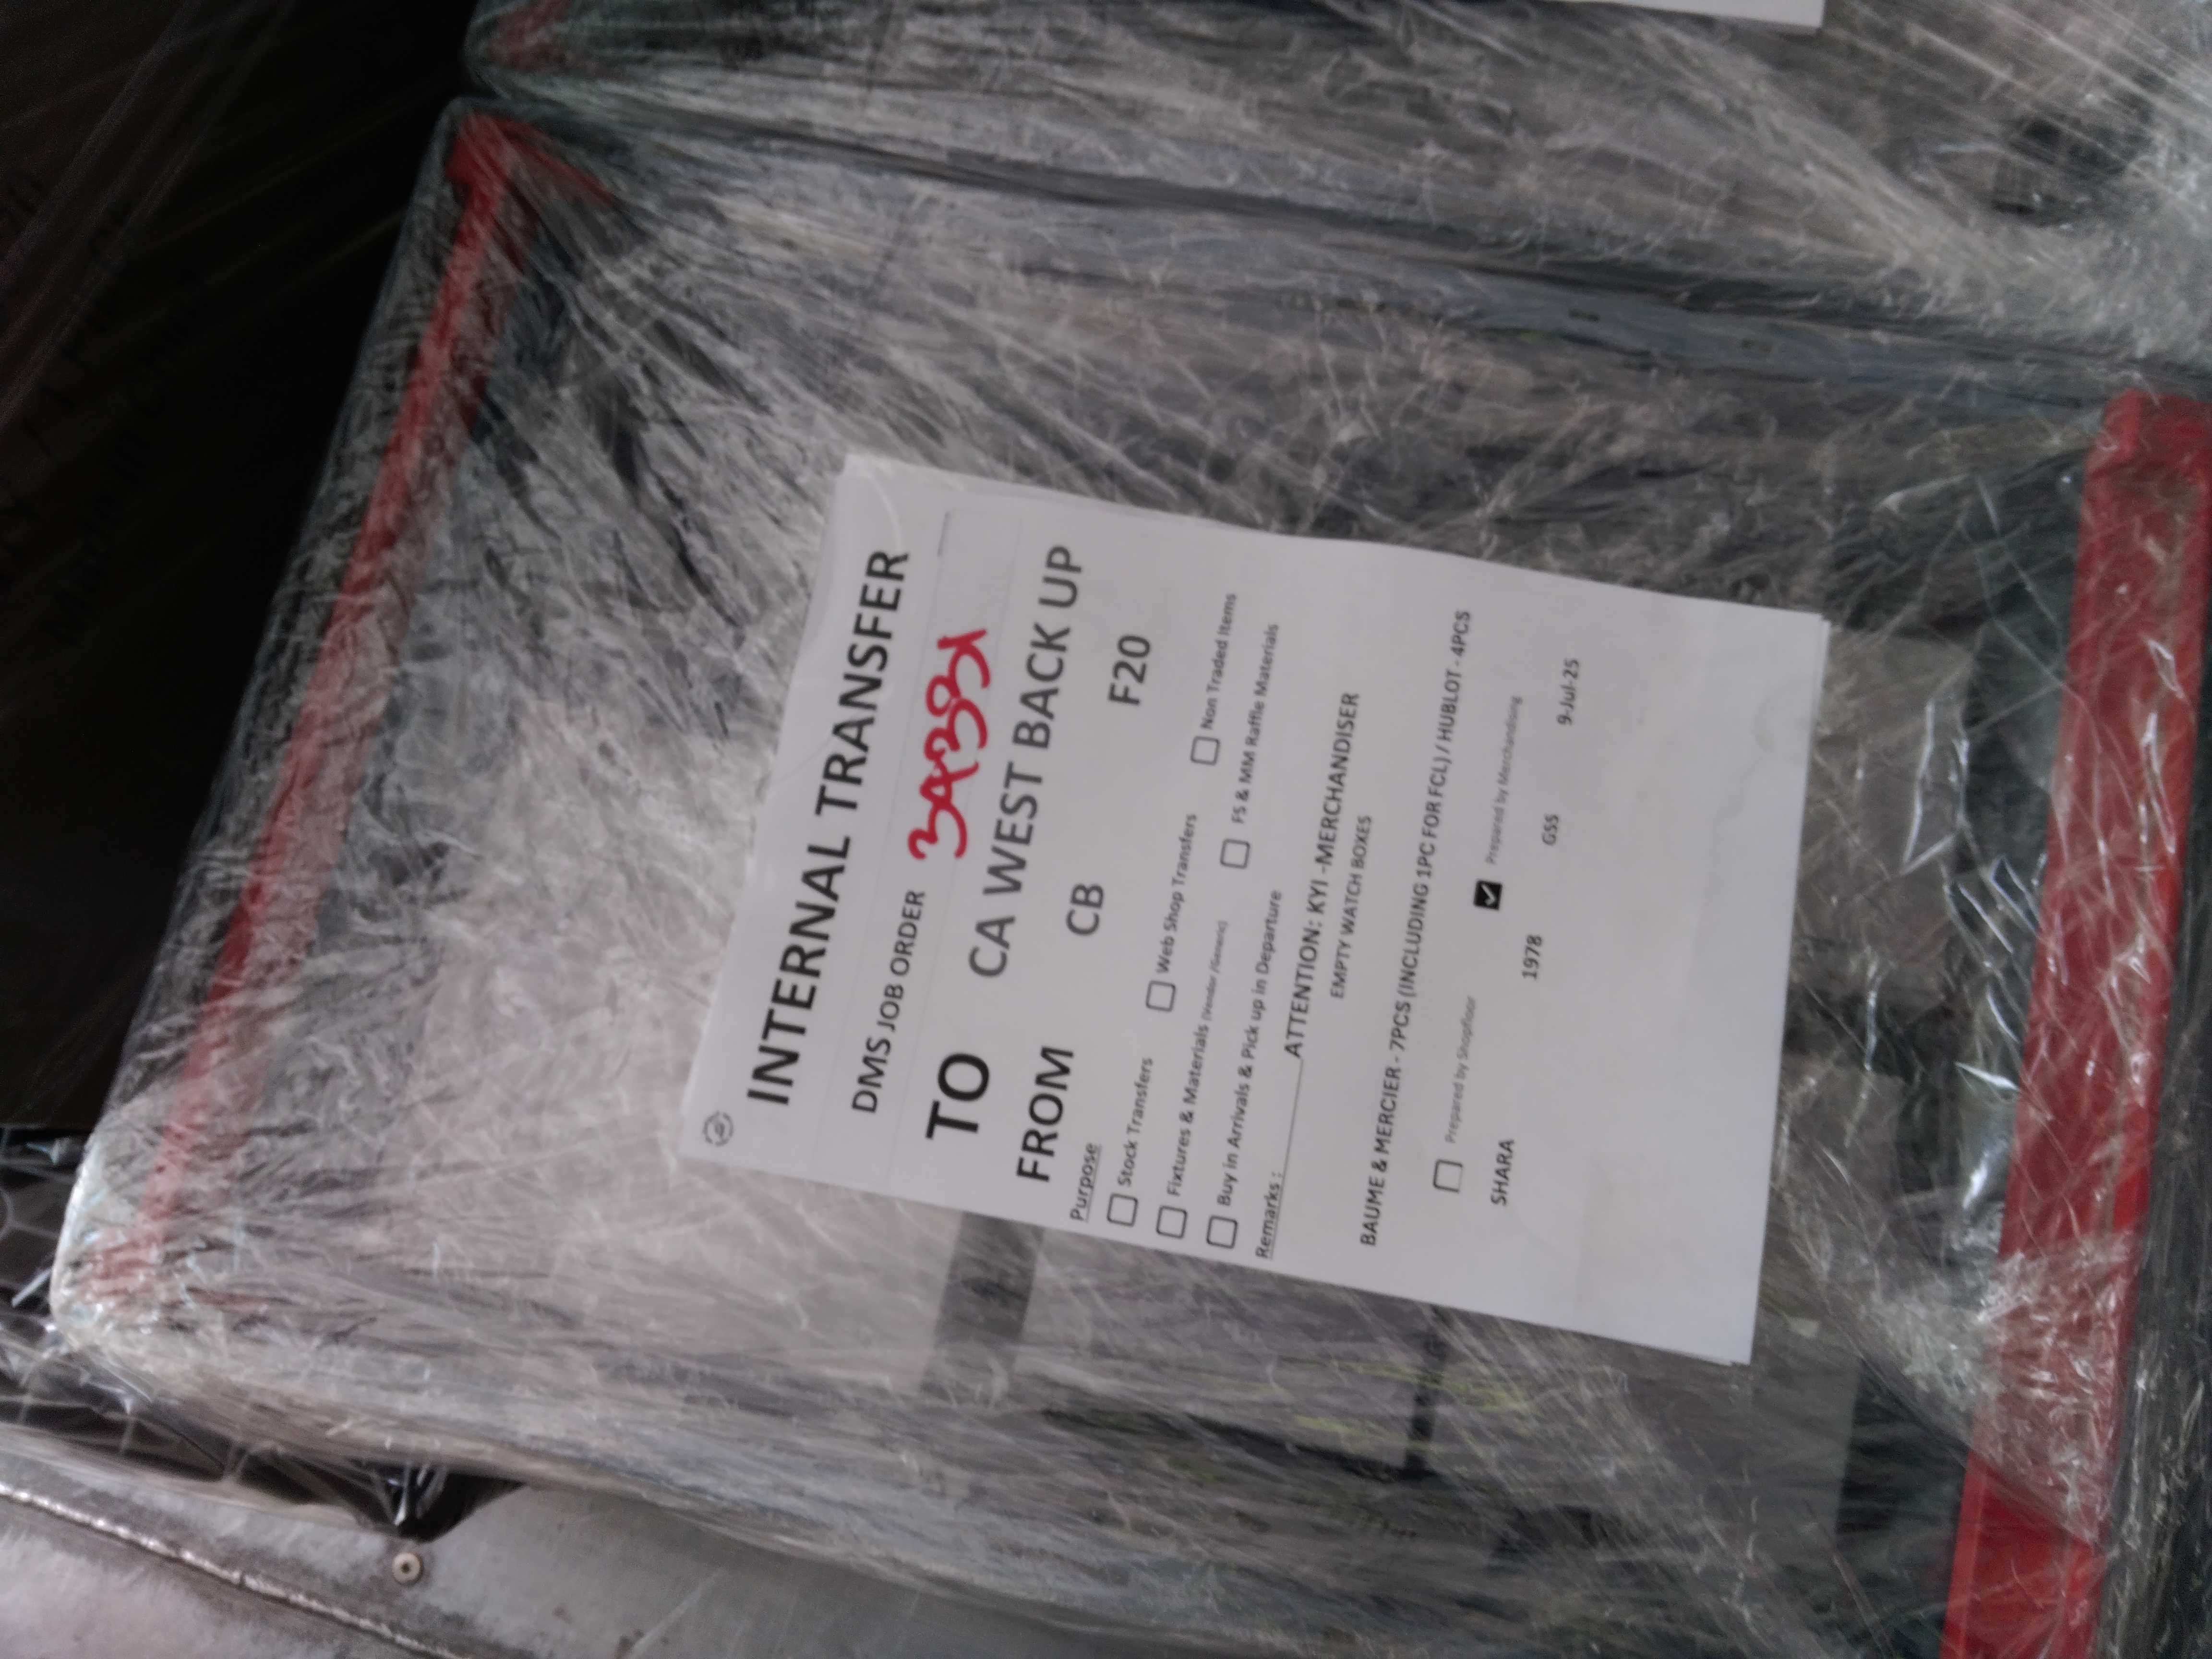 INTERNAL TRANSFER
DMS JOB ORDER
TO CA WEST BACK UP
FROM CB F20
Purpose
Stock Transfers Web Shop Transfers Non Traded Items
Fixtures & Materials (Vendor /Generic) FS & MM Raffle Materials
Buy in Arrivals & Pick up in Departure
Remarks : ATTENTION: KYI -MERCHANDISER
EMPTY WATCH BOXES
BAUME & MERCIER - 7PCS (INCLUDING 1PC FOR FCL) / HUBLOT - 4PCS
Prepared by Shopfloor Prepared by Merchandising
SHARA 1978 GSS 9-Jul-25